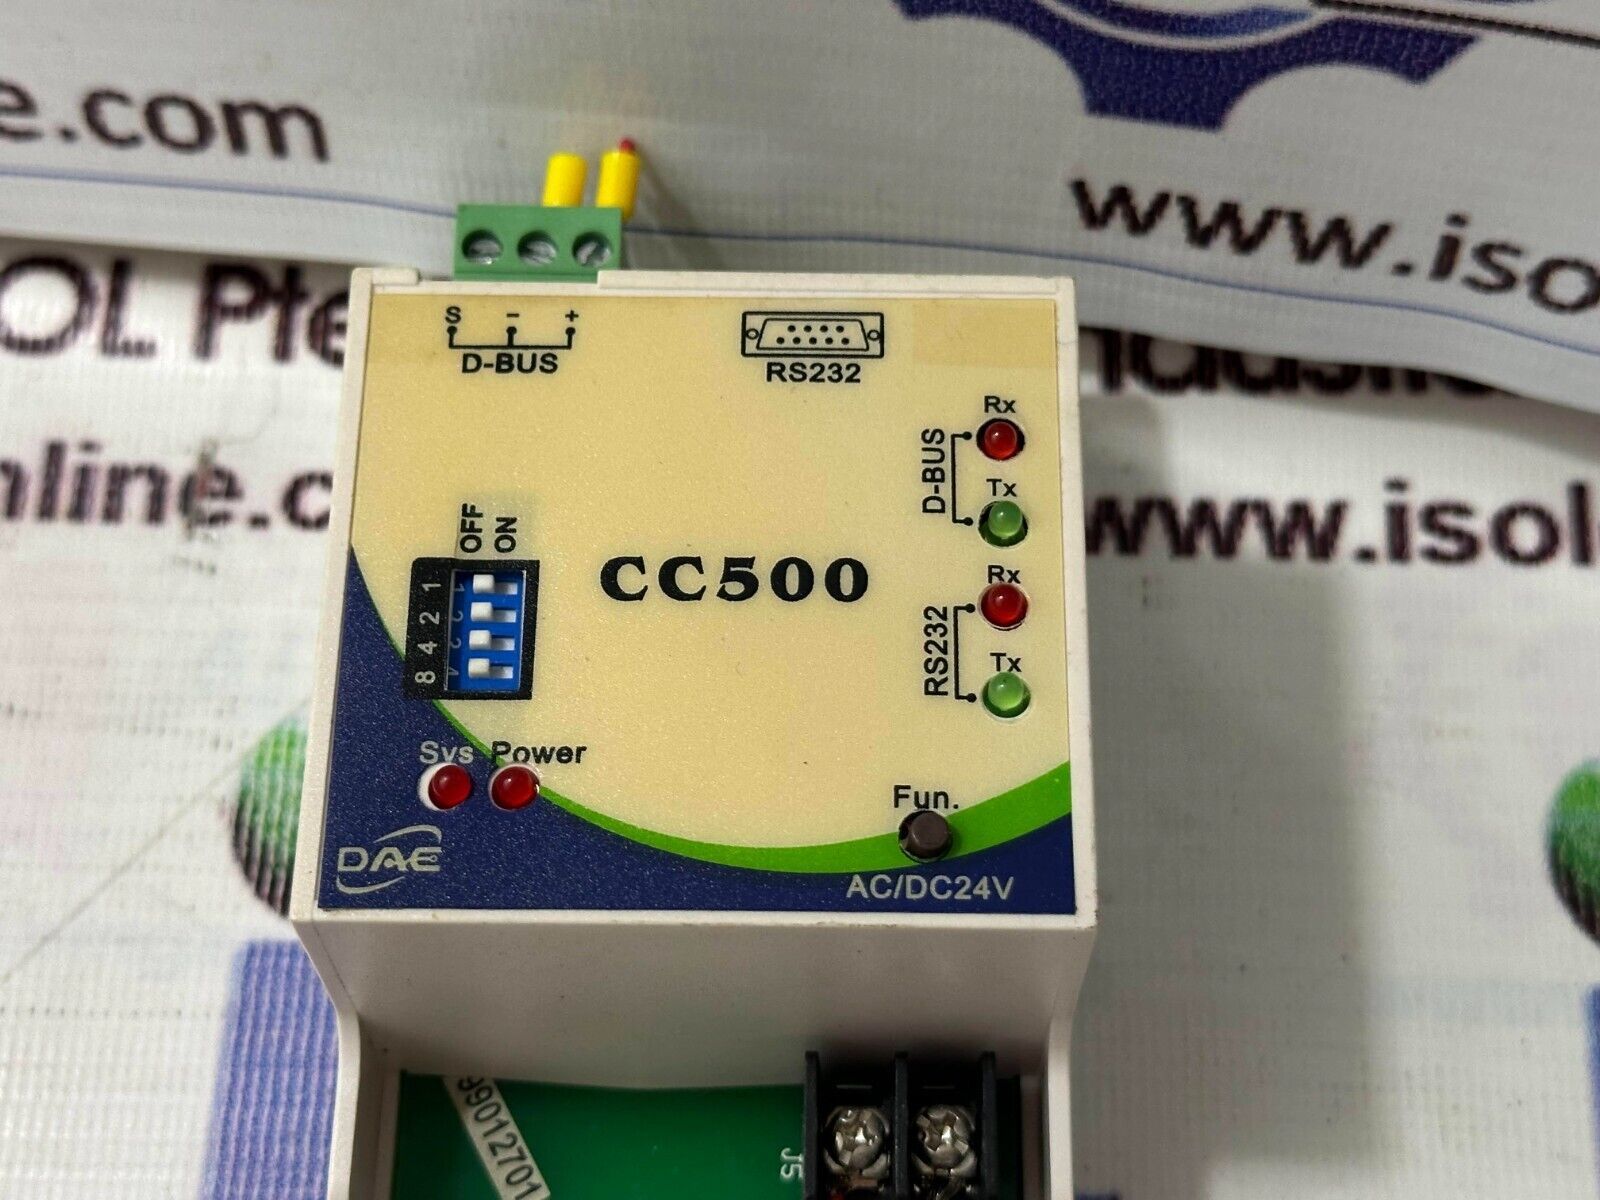 e.com
www.iso
OL Pte
nline.c
www.isol
S - +
D-BUS
RS232
Rx
D-BUS
Tx
OFF
ON
1
2
4
8
CC500
Rx
RS232
Tx
Sys Power
Fun.
DAE
AC/DC24V
99012701
J5